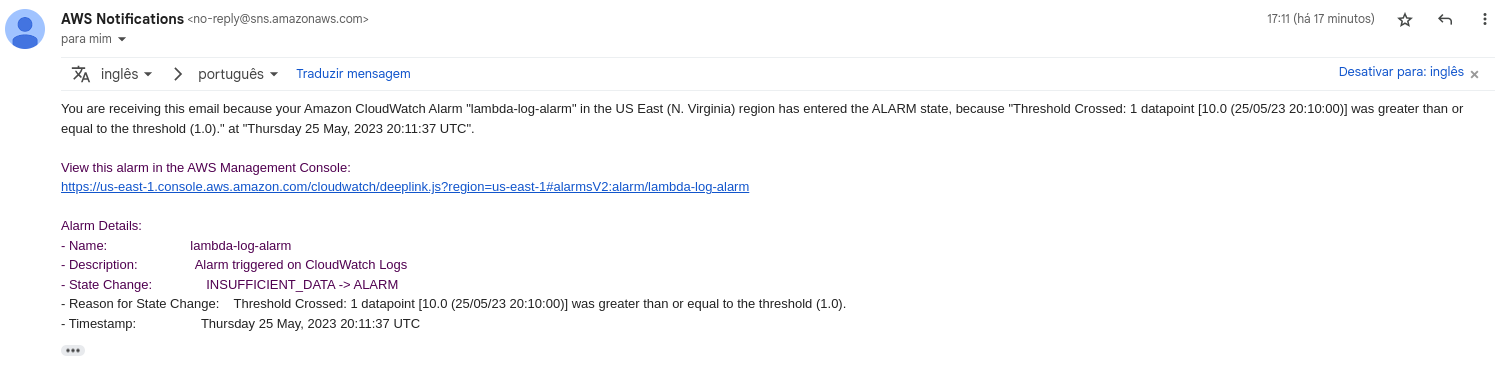 AWS Notifications <no-reply@sns.amazonaws.com> 17:11 (há 17 minutos)
para mim
inglês > português Traduzir mensagem Desativar para: inglês ×
You are receiving this email because your Amazon CloudWatch Alarm "lambda-log-alarm" in the US East (N. Virginia) region has entered the ALARM state, because "Threshold Crossed: 1 datapoint [10.0 (25/05/23 20:10:00)] was greater than or
equal to the threshold (1.0)." at "Thursday 25 May, 2023 20:11:37 UTC".
View this alarm in the AWS Management Console:
https://us-east-1.console.aws.amazon.com/cloudwatch/deeplink.js?region=us-east-1#alarmsV2:alarm/lambda-log-alarm
Alarm Details:
- Name: lambda-log-alarm
- Description: Alarm triggered on CloudWatch Logs
- State Change: INSUFFICIENT_DATA -> ALARM
- Reason for State Change: Threshold Crossed: 1 datapoint [10.0 (25/05/23 20:10:00)] was greater than or equal to the threshold (1.0).
- Timestamp: Thursday 25 May, 2023 20:11:37 UTC